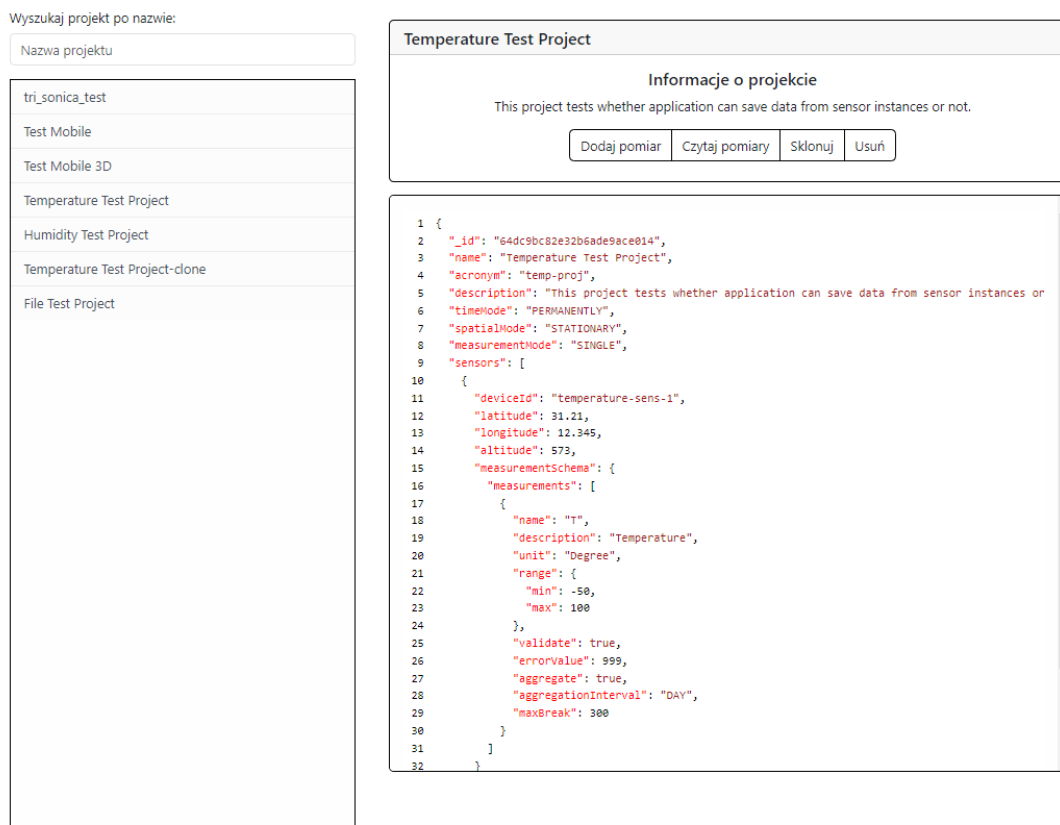 Wyszukaj projekt po nazwie:
Nazwa projektu
tri_sonica_test
Test Mobile
Test Mobile 3D
Temperature Test Project
Humidity Test Project
Temperature Test Project-clone
File Test Project
Temperature Test Project
Informacje o projekcie
This project tests whether application can save data from sensor instances or not.
Dodaj pomiar Czytaj pomiary Sklonuj Usuń
1 {
2 "_id": "64dc9bc82e32b6ade9ace014",
3 "name": "Temperature Test Project",
4 "acronym": "temp-proj",
5 "description": "This project tests whether application can save data from sensor instances or
6 "timeMode": "PERMANENTLY",
7 "spatialMode": "STATIONARY",
8 "measurementMode": "SINGLE",
9 "sensors": [
10 {
11 "deviceId": "temperature-sens-1",
12 "latitude": 31.21,
13 "longitude": 12.345,
14 "altitude": 573,
15 "measurementSchema": {
16 "measurements": [
17 {
18 "name": "T",
19 "description": "Temperature",
20 "unit": "Degree",
21 "range": {
22 "min": -50,
23 "max": 100
24 },
25 "validate": true,
26 "errorValue": 999,
27 "aggregate": true,
28 "aggregationInterval": "DAY",
29 "maxBreak": 300
30 }
31 ]
32 }